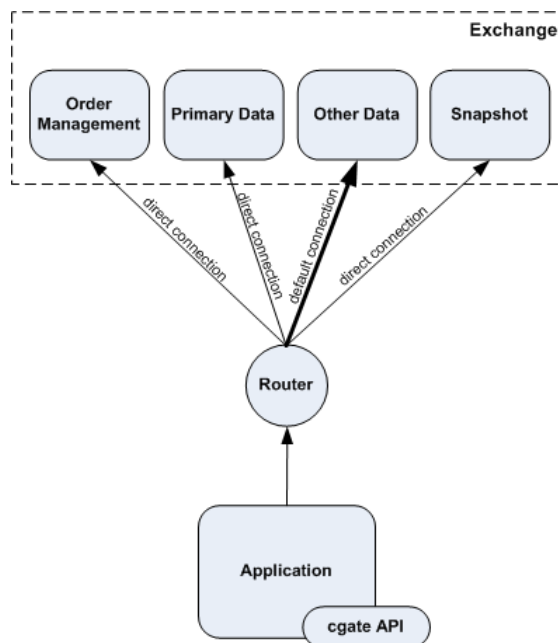 Exchange
Order
Management
Primary Data
Other Data
Snapshot
direct connection
direct connection
default connection
direct connection
Router
Application
cgate API